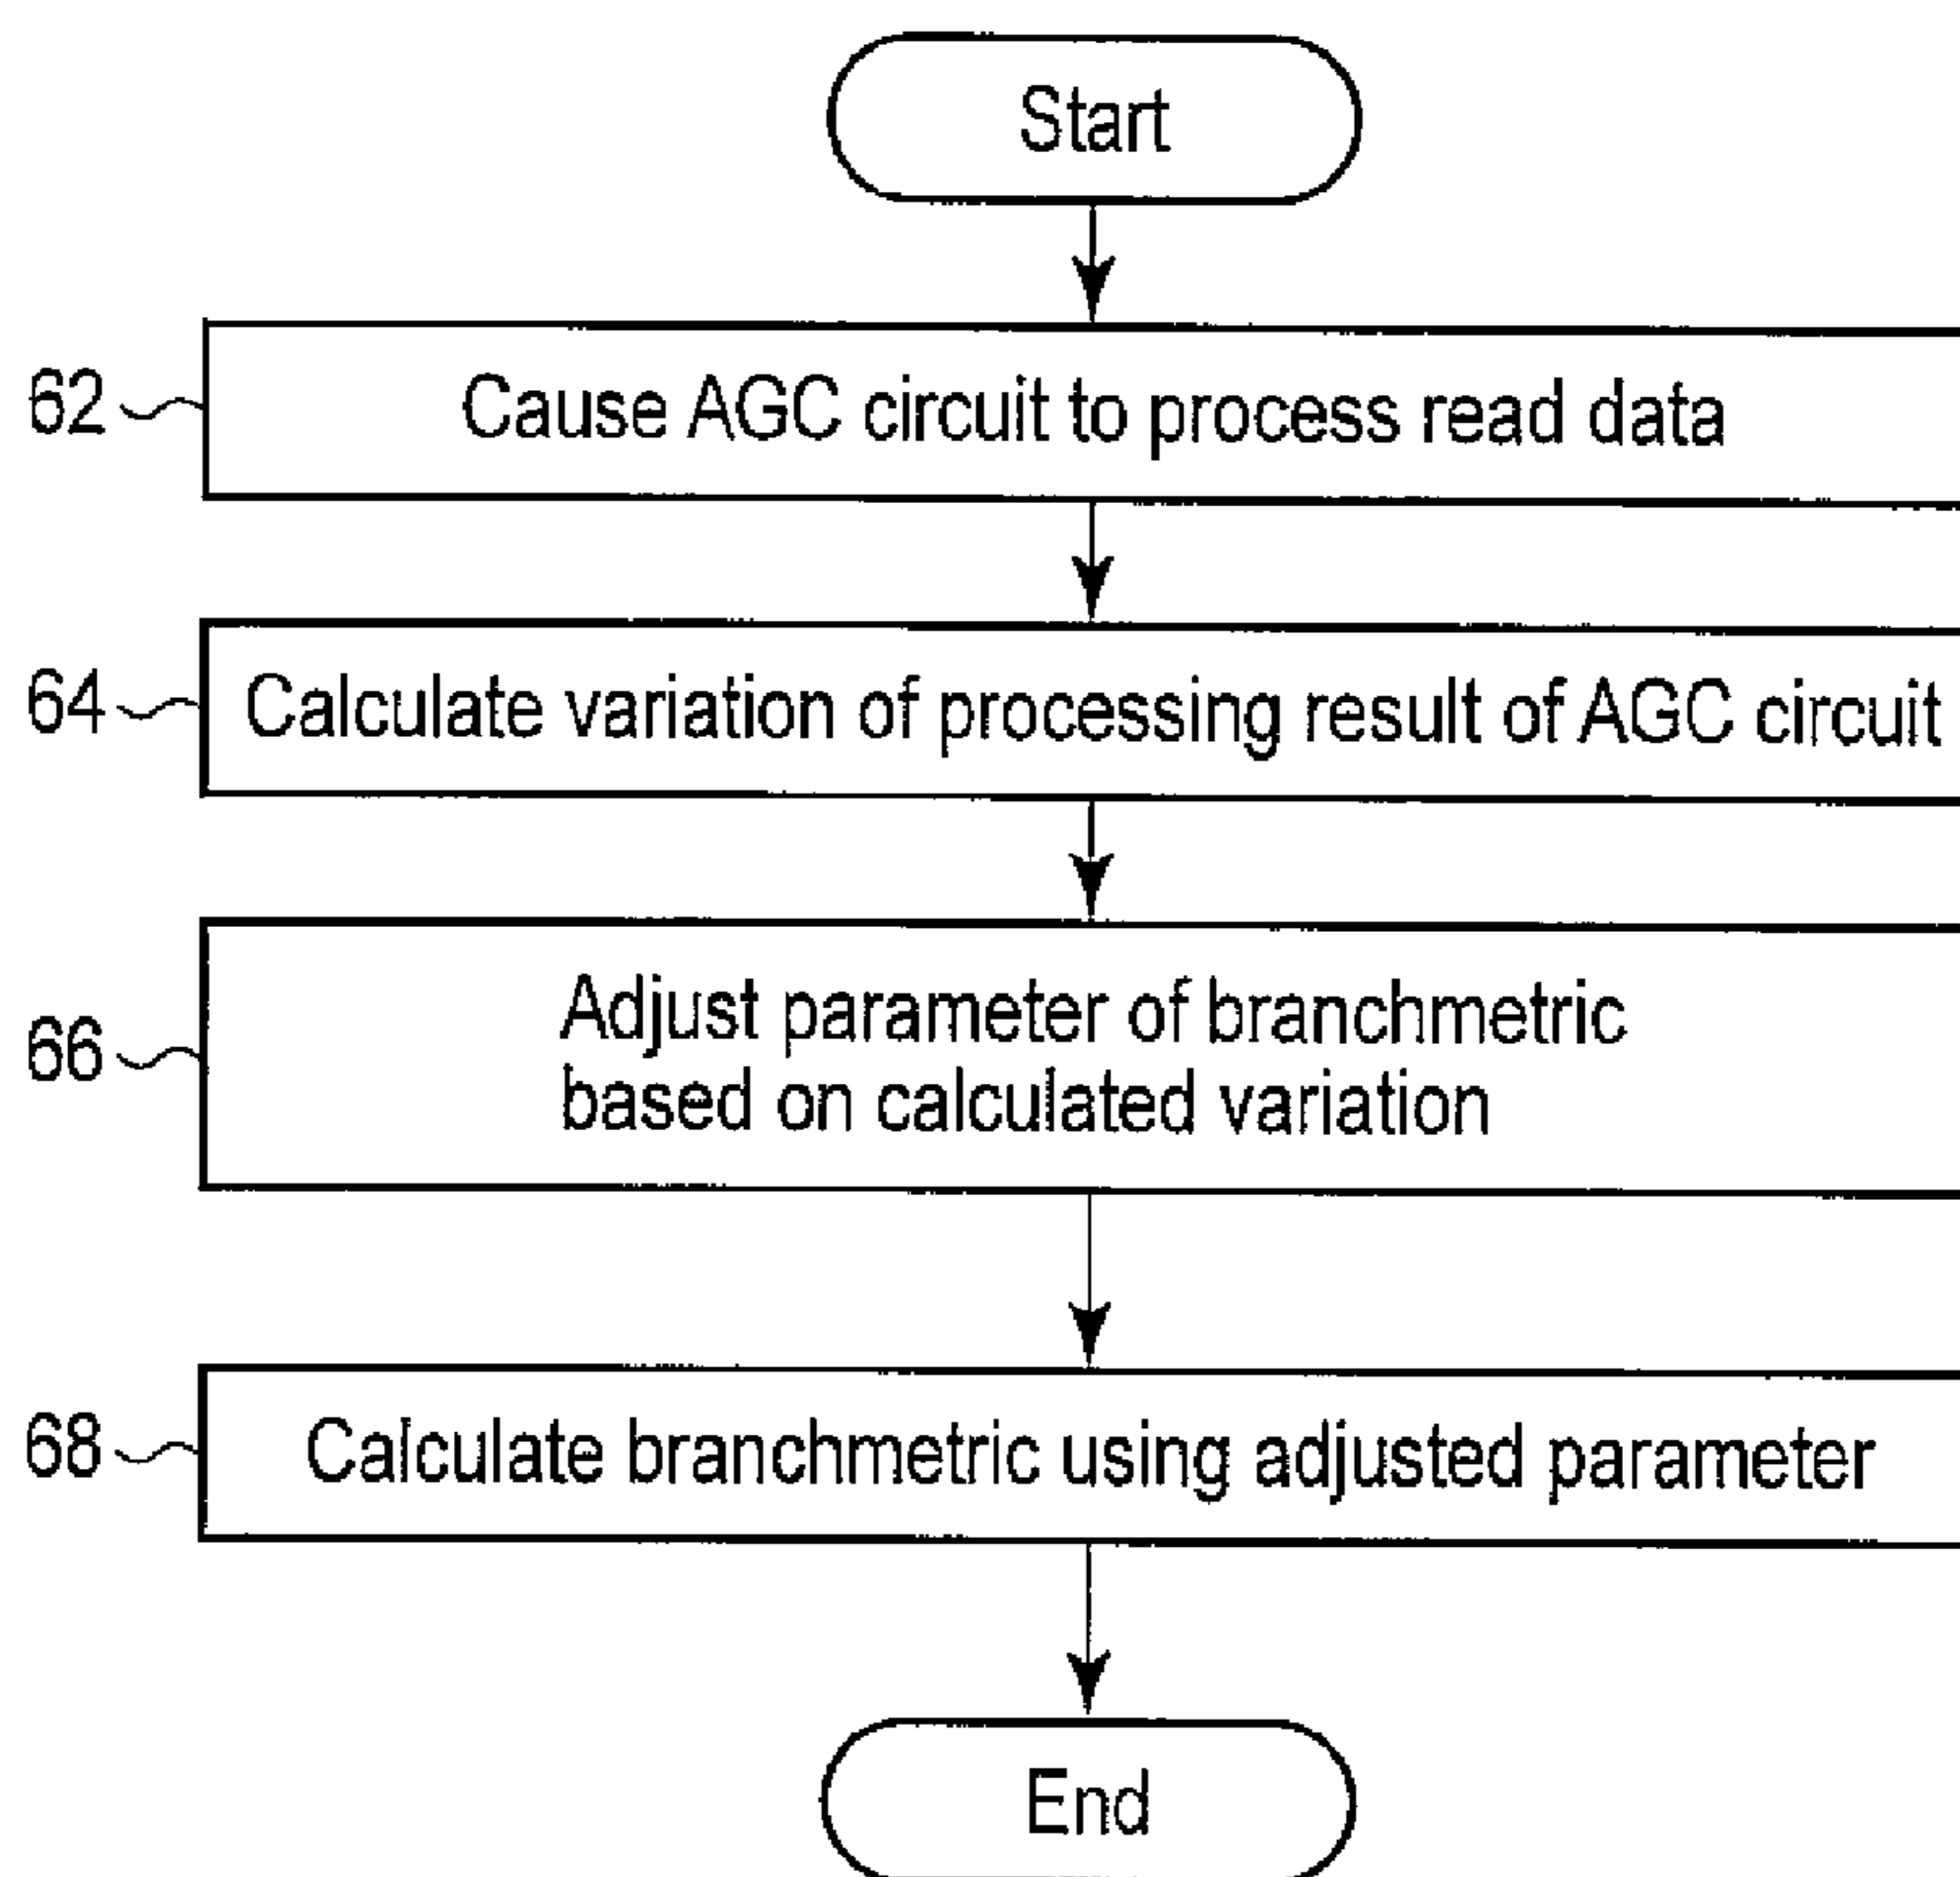 Start
62
Cause AGC circuit to process read data
64
Calculate variation of processing result of AGC circuit
66
Adjust parameter of branchmetric
based on calculated variation
68
Calculate branchmetric using adjusted parameter
End